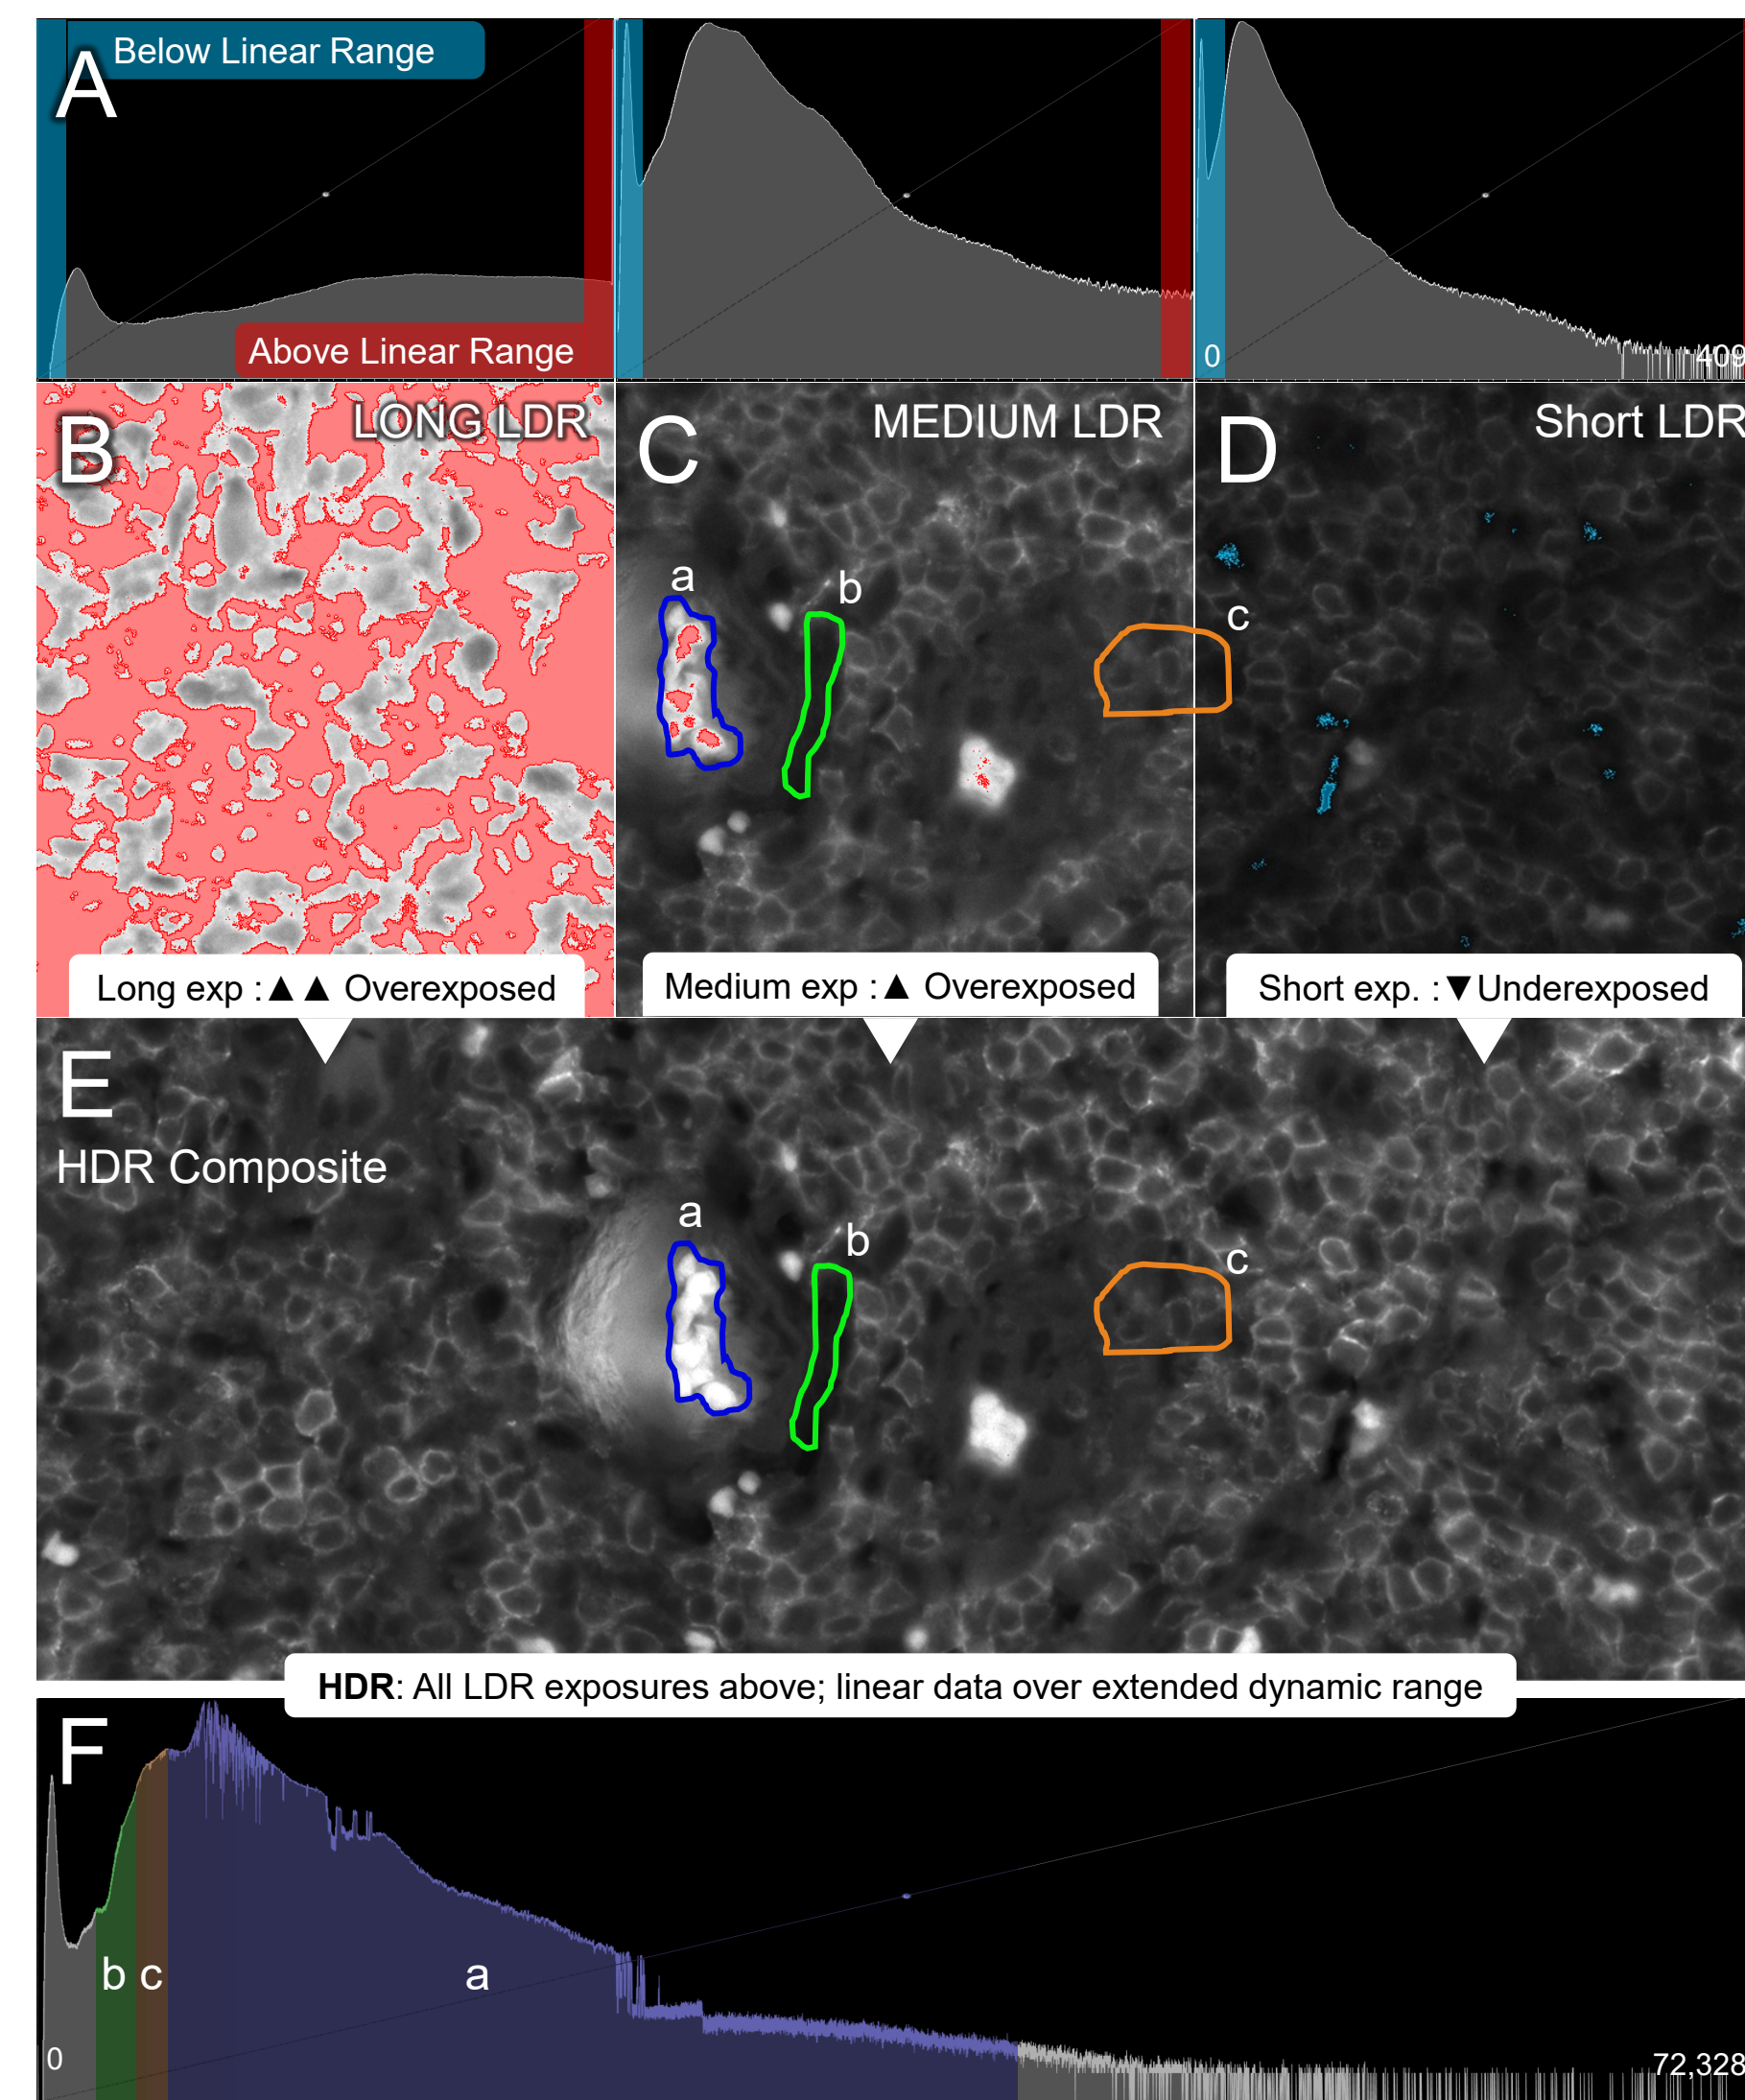 A
Below Linear Range
Above Linear Range
0
409
B
LONG LDR
C
MEDIUM LDR
D
Short LDR
a
b
c
Long exp :▲▲ Overexposed
Medium exp :▲ Overexposed
Short exp. :▼Underexposed
E
HDR Composite
a
b
c
HDR: All LDR exposures above; linear data over extended dynamic range
F
b
c
a
0
72,328